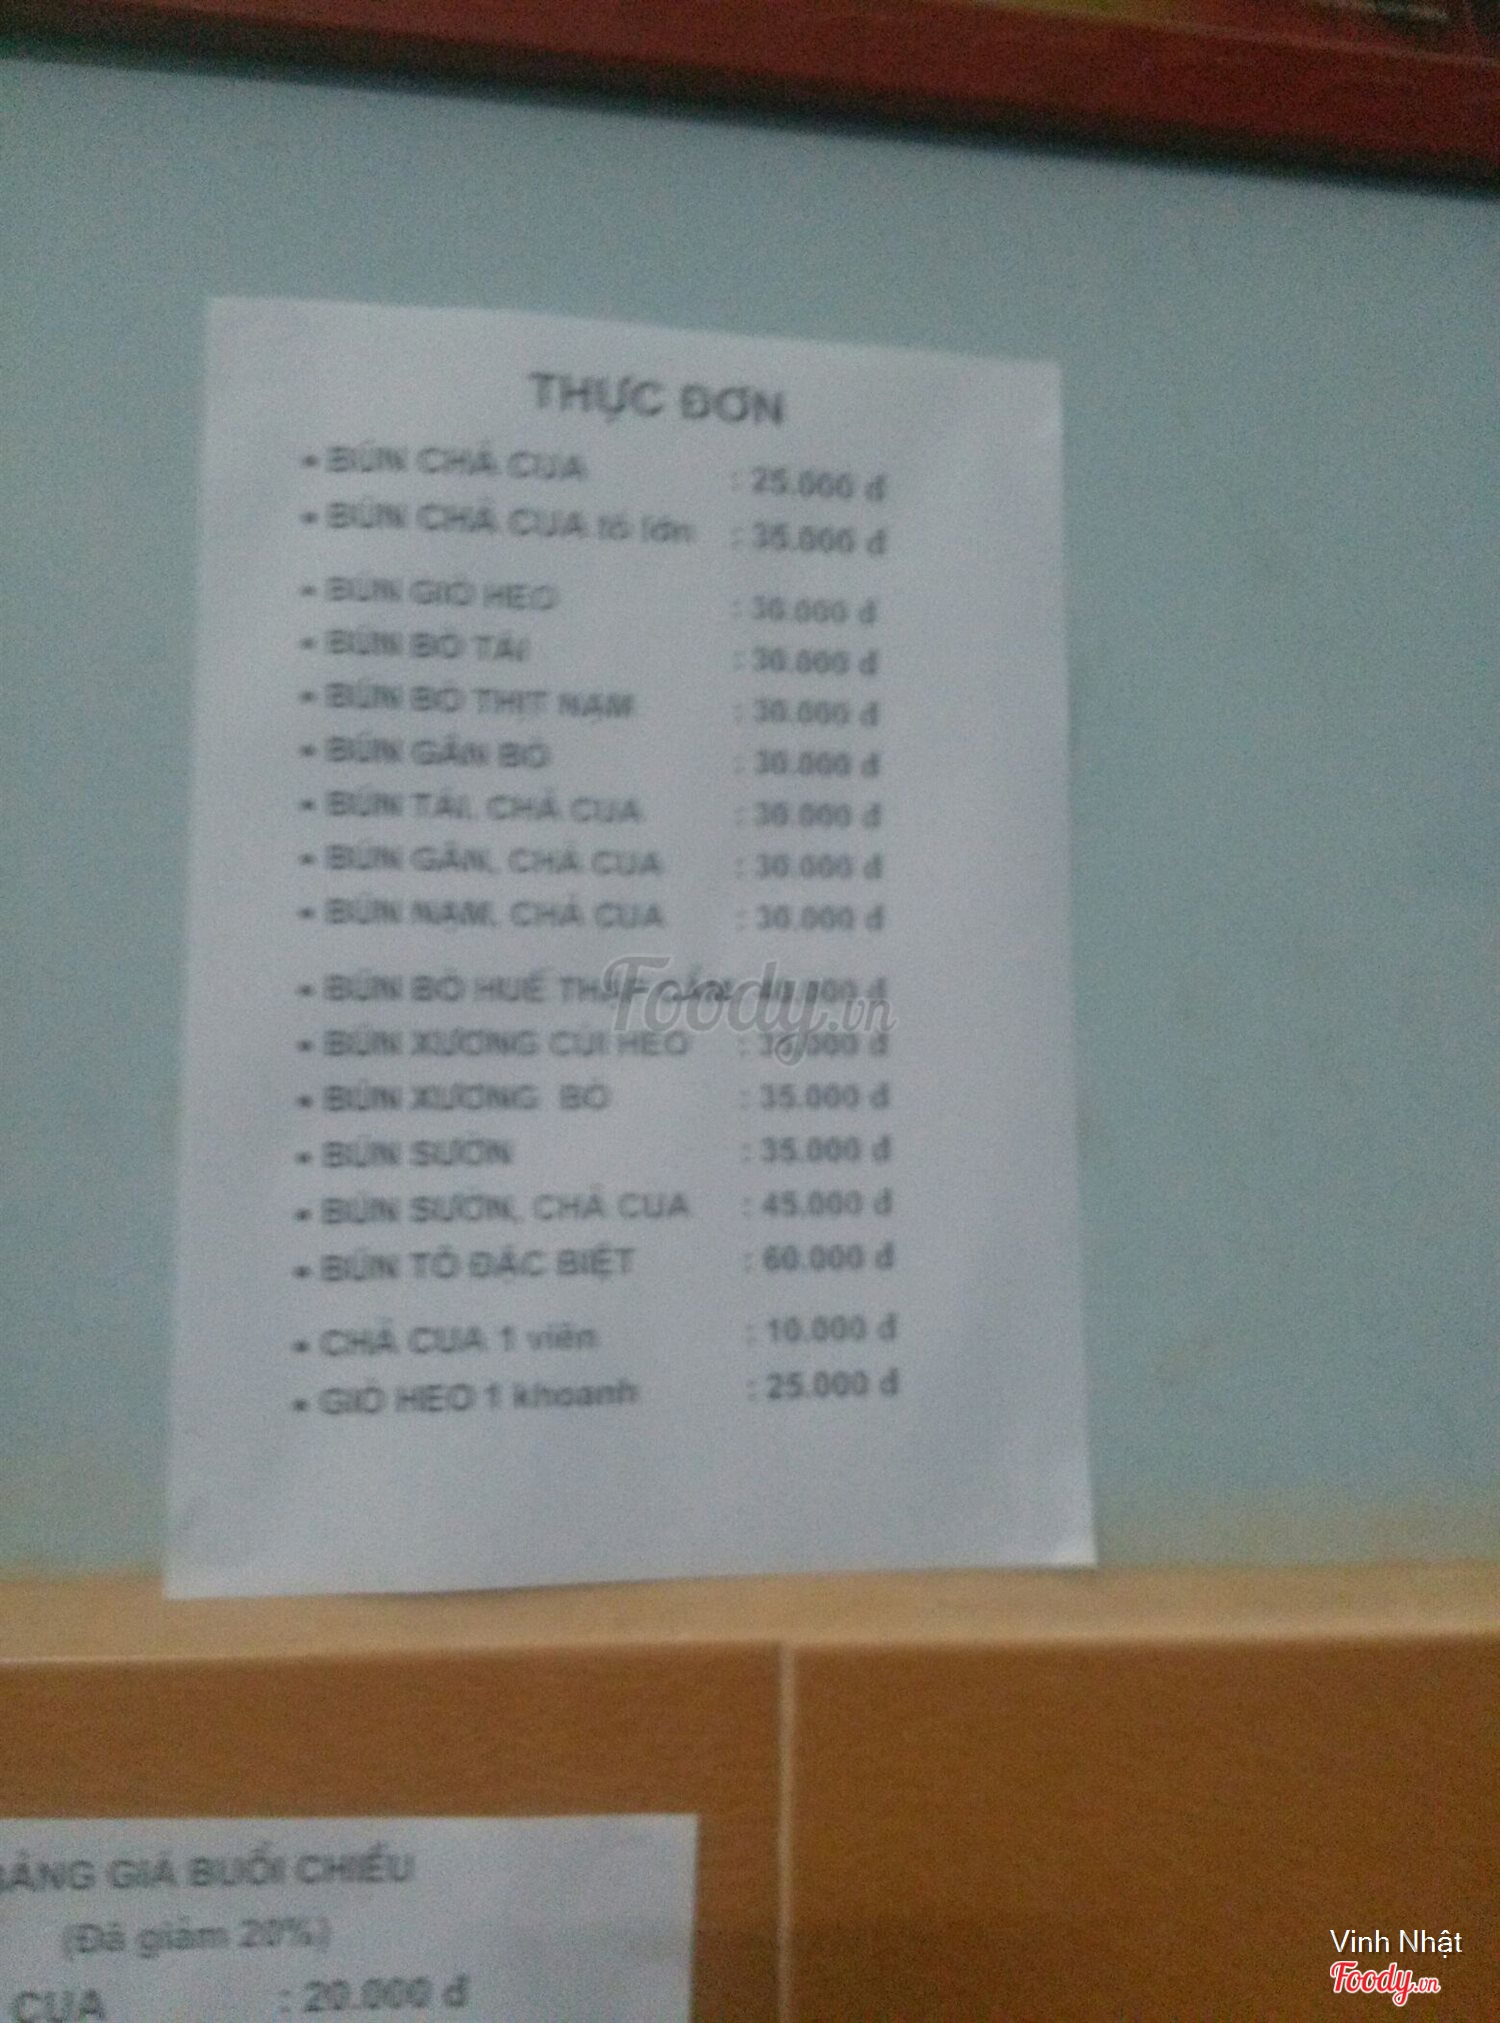 THỰC ĐƠN
• BÚN CHẢ CUA : 25.000 đ
• BÚN CHẢ CUA tô lớn : 35.000 đ
• BÚN GIÒ HEO : 30.000 đ
• BÚN BÒ TÁI : 30.000 đ
• BÚN BÒ THỊT NẠM : 30.000 đ
• BÚN GÂN BÒ : 30.000 đ
• BÚN TÁI, CHẢ CUA : 30.000 đ
• BÚN GÂN, CHẢ CUA : 30.000 đ
• BÚN NẠM, CHẢ CUA : 30.000 đ
• BÚN BÒ HUẾ THẬP CẨM
• BÚN XƯƠNG CÙI HEO
• BÚN XƯƠNG BÒ : 35.000 đ
• BÚN SƯỜN : 35.000 đ
• BÚN SƯỜN, CHẢ CUA : 45.000 đ
• BÚN TÔ ĐẶC BIỆT : 60.000 đ
• CHẢ CUA 1 viên : 10.000 đ
• GIÒ HEO 1 khoanh : 25.000 đ
Foody.vn
BẢNG GIÁ BUỔI CHIỀU
(Đã giảm 20%)
CUA : 20.000 đ
Vinh Nhật
Foody.vn